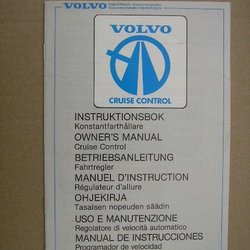 VOLVO
VOLVO
CRUISE CONTROL
INSTRUKTIONSBOK
Konstantfarthållare
OWNER'S MANUAL
Cruise Control
BETRIEBSANLEITUNG
Fahrtregler
MANUEL D'INSTRUCTION
Régulateur d'allure
OHJEKIRJA
Tasaisen nopeuden säädin
USO E MANUTENZIONE
Regolatore di velocità automatico
MANUAL DE INSTRUCCIONES
Programador de velocidad